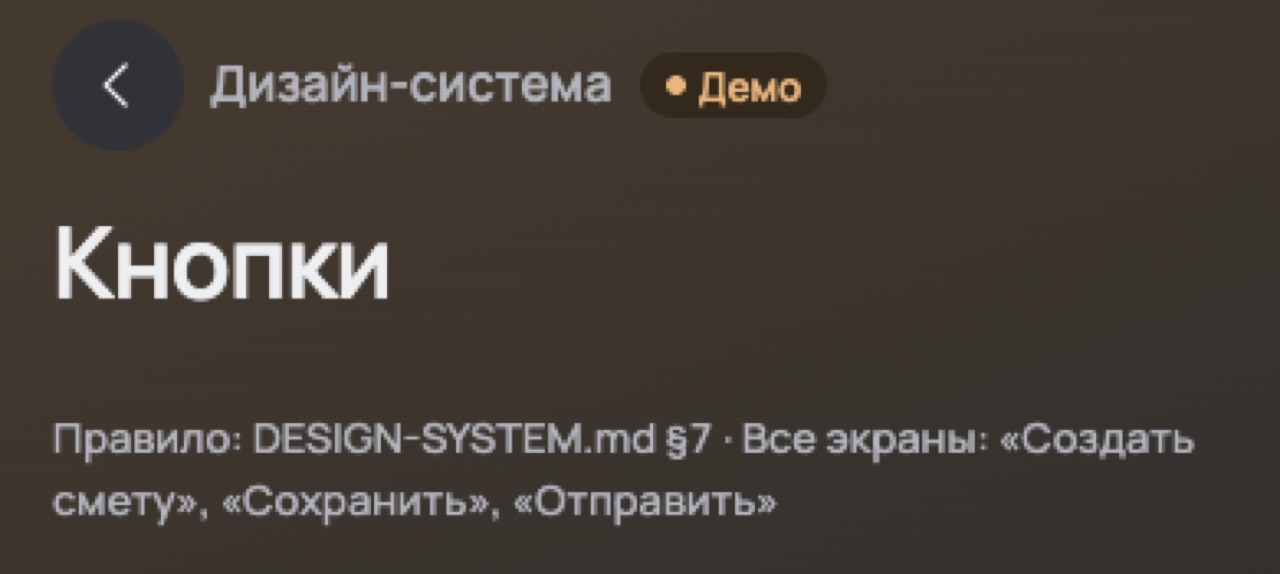 Дизайн-система
Демо
Кнопки
Правило: DESIGN-SYSTEM.md §7 · Все экраны: «Создать
смету», «Сохранить», «Отправить»